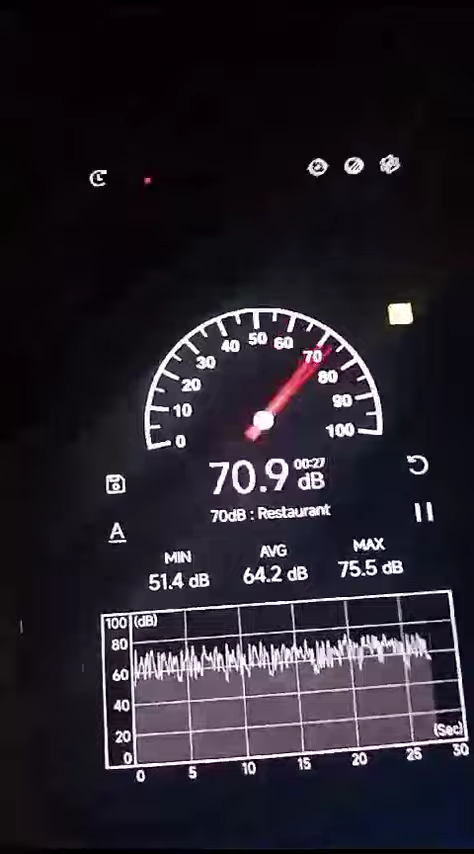 0 10 20 30 40 50 60 70 80 90 100
70.9 dB
00:27
70dB : Restaurant
A
MIN AVG MAX
51.4 dB 64.2 dB 75.5 dB
100 (dB)
80
60
40
20
0
(Sec)
0 5 10 15 20 25 30